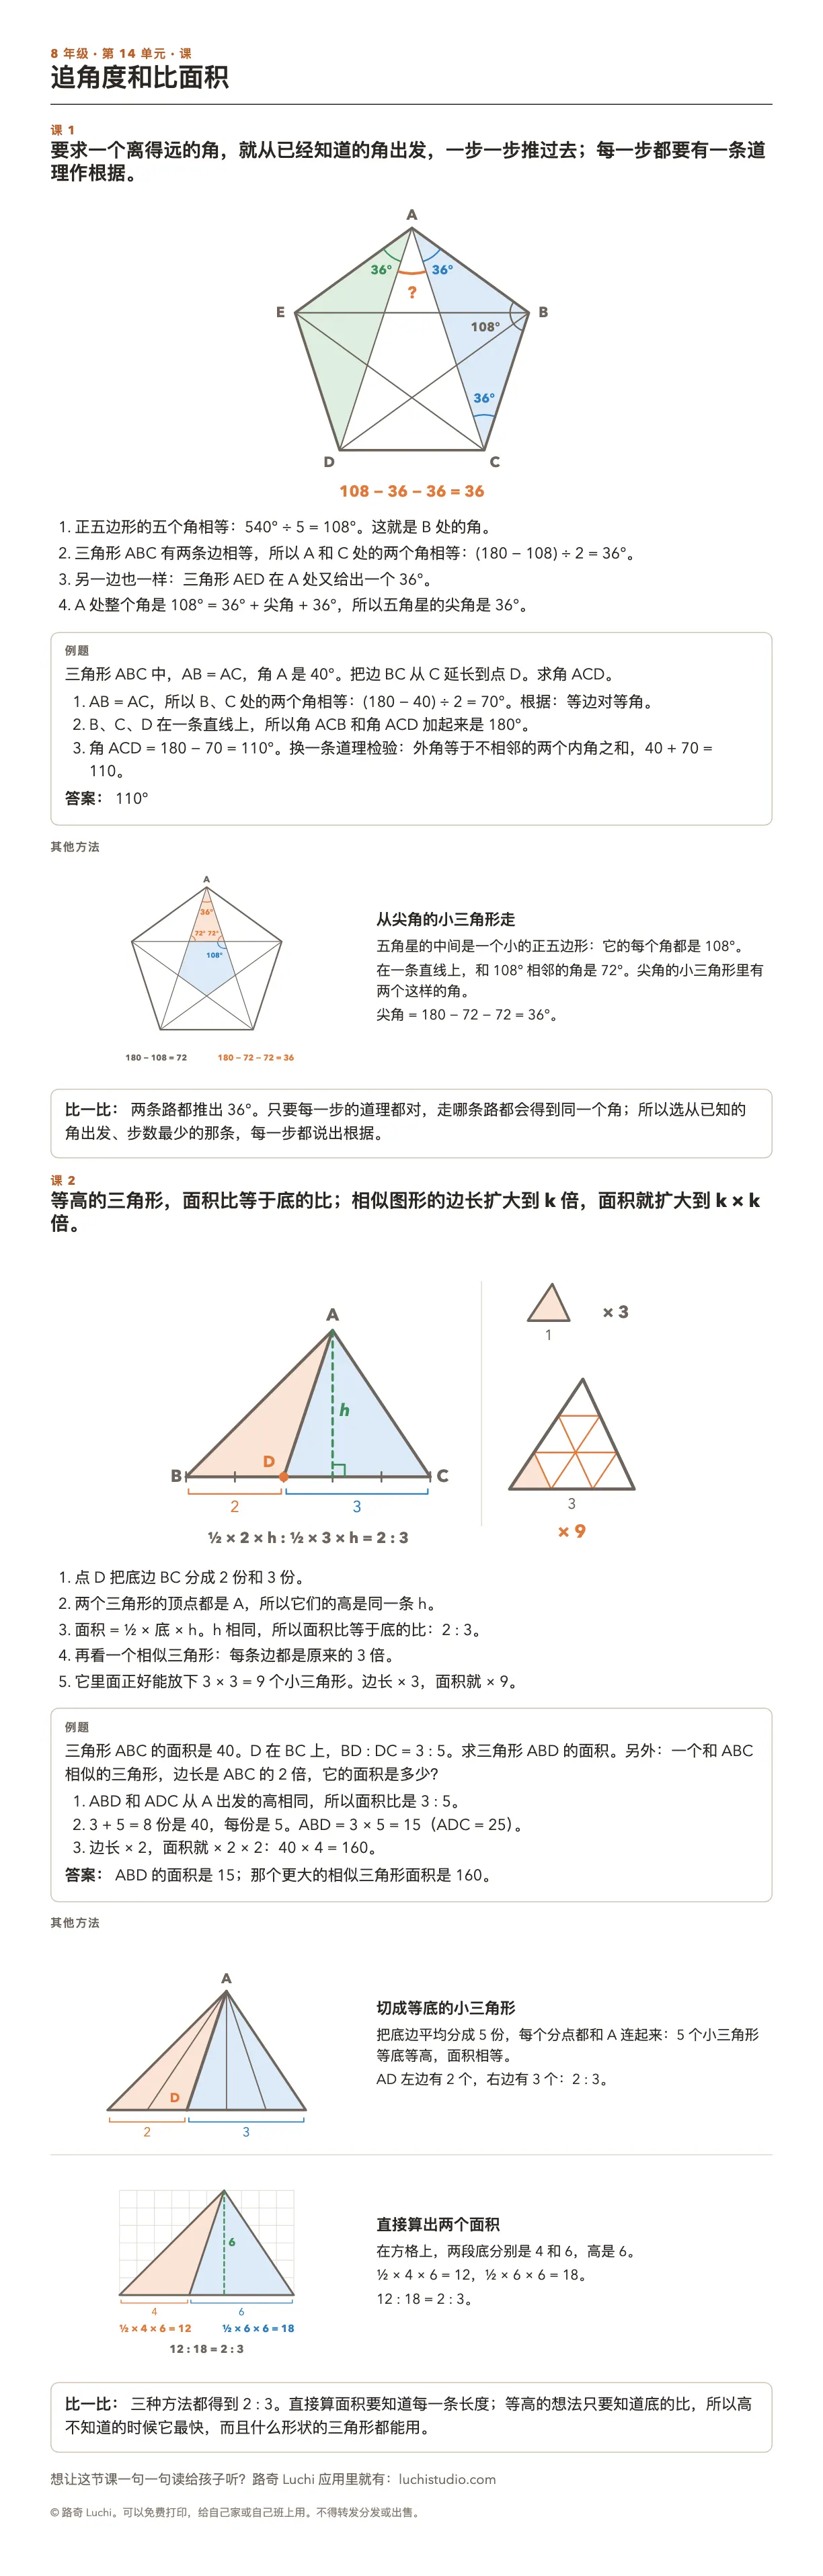 8 年级 · 第 14 单元 · 课
追角度和比面积
课 1
要求一个离得远的角，就从已经知道的角出发，一步一步推过去；每一步都要有一条道
理作根据。
A
36°
36°
?
E
B
108°
36°
D
C
108 − 36 − 36 = 36
1. 正五边形的五个角相等：540° ÷ 5 = 108°。这就是 B 处的角。
2. 三角形 ABC 有两条边相等，所以 A 和 C 处的两个角相等：(180 − 108) ÷ 2 = 36°。
3. 另一边也一样：三角形 AED 在 A 处又给出一个 36°。
4. A 处整个角是 108° = 36° + 尖角 + 36°，所以五角星的尖角是 36°。
例题
三角形 ABC 中，AB = AC，角 A 是 40°。把边 BC 从 C 延长到点 D。求角 ACD。
1. AB = AC，所以 B、C 处的两个角相等：(180 − 40) ÷ 2 = 70°。根据：等边对等角。
2. B、C、D 在一条直线上，所以角 ACB 和角 ACD 加起来是 180°。
3. 角 ACD = 180 − 70 = 110°。换一条道理检验：外角等于不相邻的两个内角之和，40 + 70 =
110。
答案： 110°
其他方法
A
36°
72° 72°
108°
180 − 108 = 72
180 − 72 − 72 = 36
从尖角的小三角形走
五角星的中间是一个小的正五边形：它的每个角都是 108°。
在一条直线上，和 108° 相邻的角是 72°。尖角的小三角形里有
两个这样的角。
尖角 = 180 − 72 − 72 = 36°。
比一比： 两条路都推出 36°。只要每一步的道理都对，走哪条路都会得到同一个角；所以选从已知的
角出发、步数最少的那条，每一步都说出根据。
课 2
等高的三角形，面积比等于底的比；相似图形的边长扩大到 k 倍，面积就扩大到 k × k
倍。
A
h
D
B
C
2
3
½ × 2 × h : ½ × 3 × h = 2 : 3
× 3
1
3
× 9
1. 点 D 把底边 BC 分成 2 份和 3 份。
2. 两个三角形的顶点都是 A，所以它们的高是同一条 h。
3. 面积 = ½ × 底 × h。h 相同，所以面积比等于底的比：2 : 3。
4. 再看一个相似三角形：每条边都是原来的 3 倍。
5. 它里面正好能放下 3 × 3 = 9 个小三角形。边长 × 3，面积就 × 9。
例题
三角形 ABC 的面积是 40。D 在 BC 上，BD : DC = 3 : 5。求三角形 ABD 的面积。另外：一个和 ABC
相似的三角形，边长是 ABC 的 2 倍，它的面积是多少？
1. ABD 和 ADC 从 A 出发的高相同，所以面积比是 3 : 5。
2. 3 + 5 = 8 份是 40，每份是 5。ABD = 3 × 5 = 15（ADC = 25）。
3. 边长 × 2，面积就 × 2 × 2：40 × 4 = 160。
答案： ABD 的面积是 15；那个更大的相似三角形面积是 160。
其他方法
A
D
2
3
切成等底的小三角形
把底边平均分成 5 份，每个分点都和 A 连起来：5 个小三角形
等底等高，面积相等。
AD 左边有 2 个，右边有 3 个：2 : 3。
6
4
6
½ × 4 × 6 = 12
½ × 6 × 6 = 18
12 : 18 = 2 : 3
直接算出两个面积
在方格上，两段底分别是 4 和 6，高是 6。
½ × 4 × 6 = 12，½ × 6 × 6 = 18。
12 : 18 = 2 : 3。
比一比： 三种方法都得到 2 : 3。直接算面积要知道每一条长度；等高的想法只要知道底的比，所以高
不知道的时候它最快，而且什么形状的三角形都能用。
想让这节课一句一句读给孩子听？路奇 Luchi 应用里就有：luchistudio.com
© 路奇 Luchi。可以免费打印，给自己家或自己班上用。不得转发分发或出售。